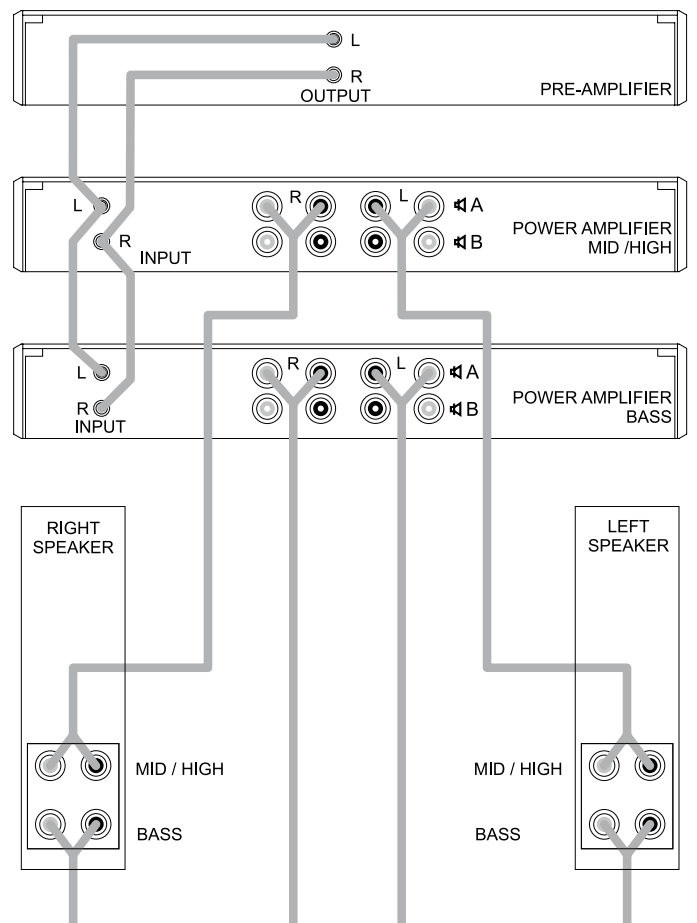 L
R
OUTPUT
PRE-AMPLIFIER
L
R
INPUT
R
L
A
B
POWER AMPLIFIER
MID /HIGH
L
R
INPUT
R
L
A
B
POWER AMPLIFIER
BASS
RIGHT
SPEAKER
LEFT
SPEAKER
MID / HIGH
MID / HIGH
BASS
BASS